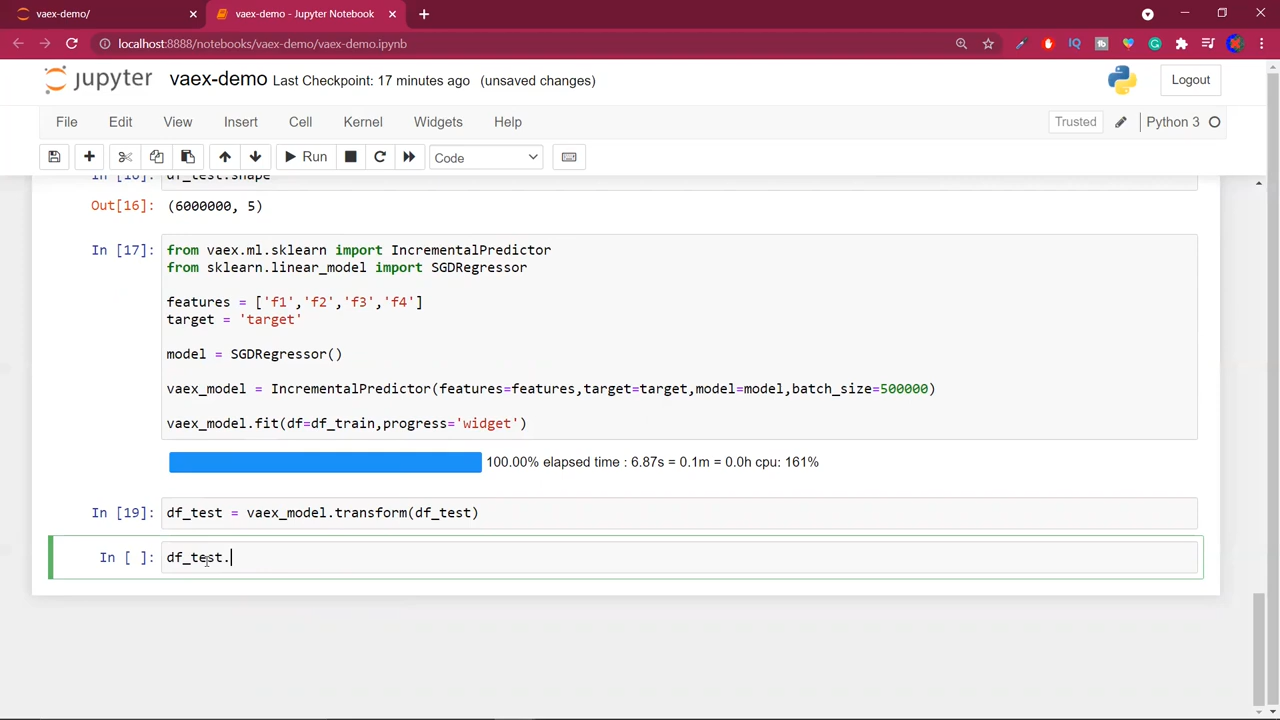 vaex-demo/
vaex-demo - Jupyter Notebook
localhost:8888/notebooks/vaex-demo/vaex-demo.ipynb
jupyter vaex-demo Last Checkpoint: 17 minutes ago (unsaved changes)
Logout
File Edit View Insert Cell Kernel Widgets Help
Trusted
Python 3
Run
Code
In [16]: df_test.shape
Out[16]: (6000000, 5)
In [17]: from vaex.ml.sklearn import IncrementalPredictor
from sklearn.linear_model import SGDRegressor
features = ['f1','f2','f3','f4']
target = 'target'
model = SGDRegressor()
vaex_model = IncrementalPredictor(features=features,target=target,model=model,batch_size=500000)
vaex_model.fit(df=df_train,progress='widget')
100.00% elapsed time : 6.87s = 0.1m = 0.0h cpu: 161%
In [19]: df_test = vaex_model.transform(df_test)
In [ ]: df_test.